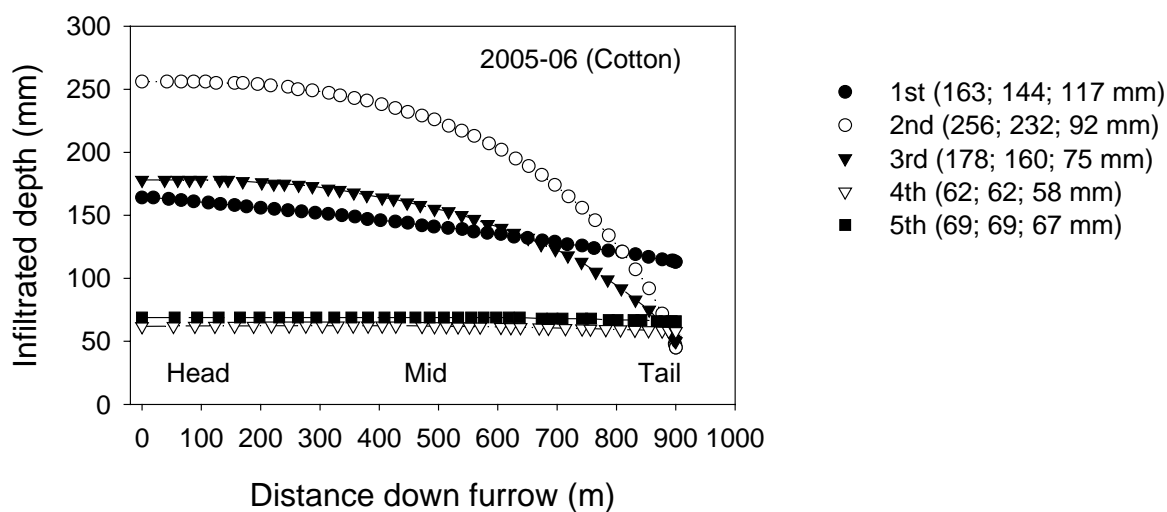 300
2005-06 (Cotton)
250
200
150
100
50
0
Infiltrated depth (mm)
Head Mid Tail
0 100 200 300 400 500 600 700 800 900 1000
Distance down furrow (m)
1st (163; 144; 117 mm)
2nd (256; 232; 92 mm)
3rd (178; 160; 75 mm)
4th (62; 62; 58 mm)
5th (69; 69; 67 mm)